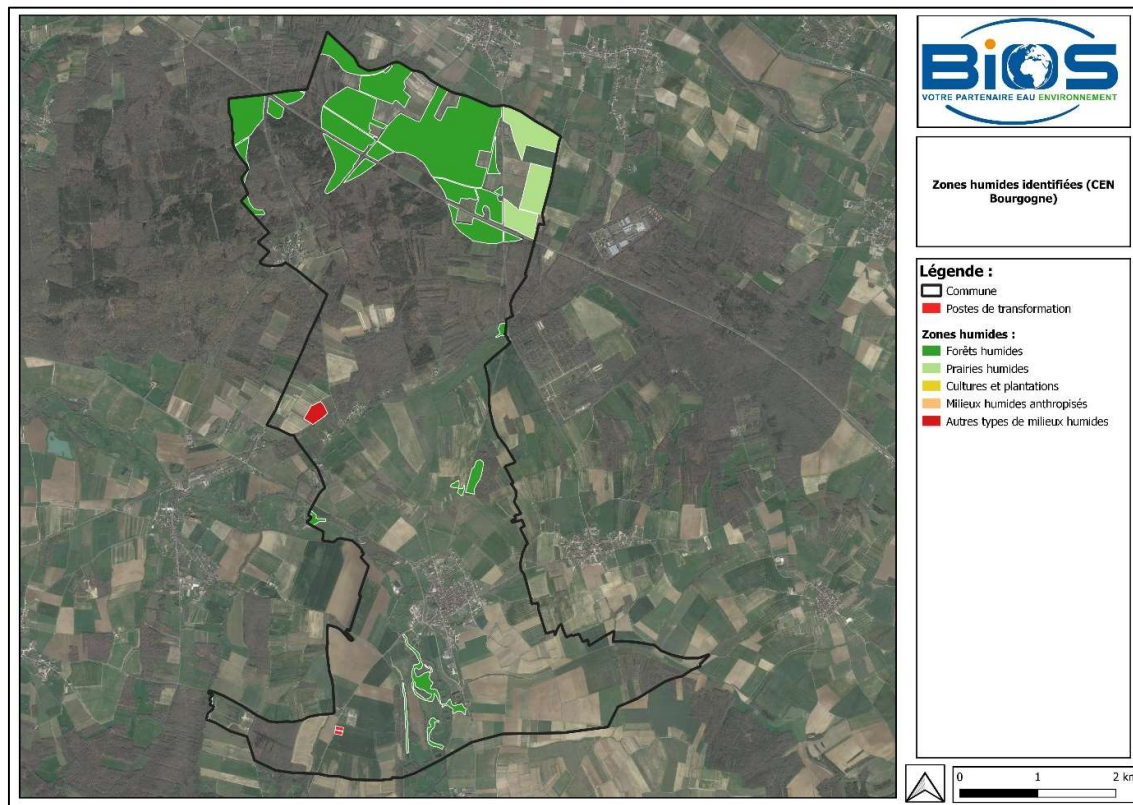 BiOS
VOTRE PARTENAIRE EAU ENVIRONNEMENT
Zones humides identifiées (CEN
Bourgogne)
Légende :
Commune
Postes de transformation
Zones humides :
Forêts humides
Prairies humides
Cultures et plantations
Milieux humides anthropisés
Autres types de milieux humides
0 1 2 km